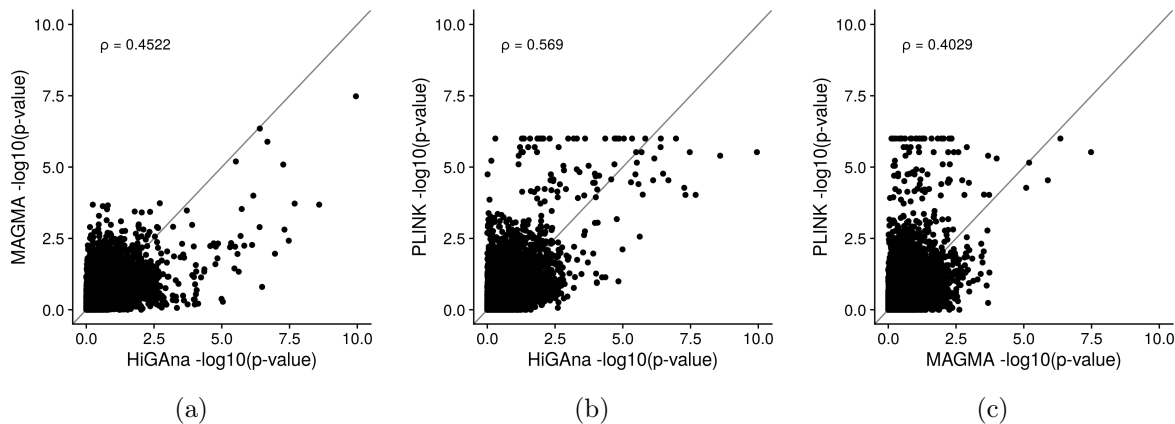 ρ = 0.4522
MAGMA -log10(p-value)
10.0
7.5
5.0
2.5
0.0
0.0 2.5 5.0 7.5 10.0
HiGAna -log10(p-value)
(a)
ρ = 0.569
PLINK -log10(p-value)
10.0
7.5
5.0
2.5
0.0
0.0 2.5 5.0 7.5 10.0
HiGAna -log10(p-value)
(b)
ρ = 0.4029
PLINK -log10(p-value)
10.0
7.5
5.0
2.5
0.0
0.0 2.5 5.0 7.5 10.0
MAGMA -log10(p-value)
(c)